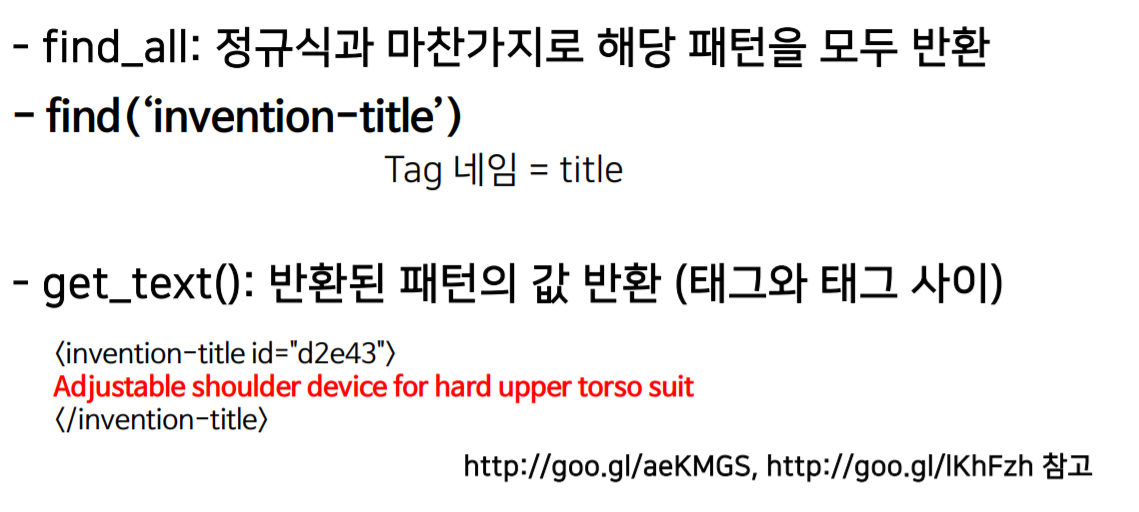 - find_all: 정규식과 마찬가지로 해당 패턴을 모두 반환
- find(‘invention-title’)
Tag 네임 = title
- get_text(): 반환된 패턴의 값 반환 (태그와 태그 사이)
<invention-title id="d2e43">
Adjustable shoulder device for hard upper torso suit
</invention-title>
http://goo.gl/aeKMGS, http://goo.gl/lKhFzh 참고